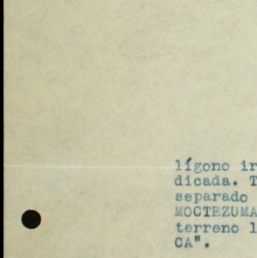 lígono ir
dicada. T
separado
MOCTEZUMA
terreno l
CA".